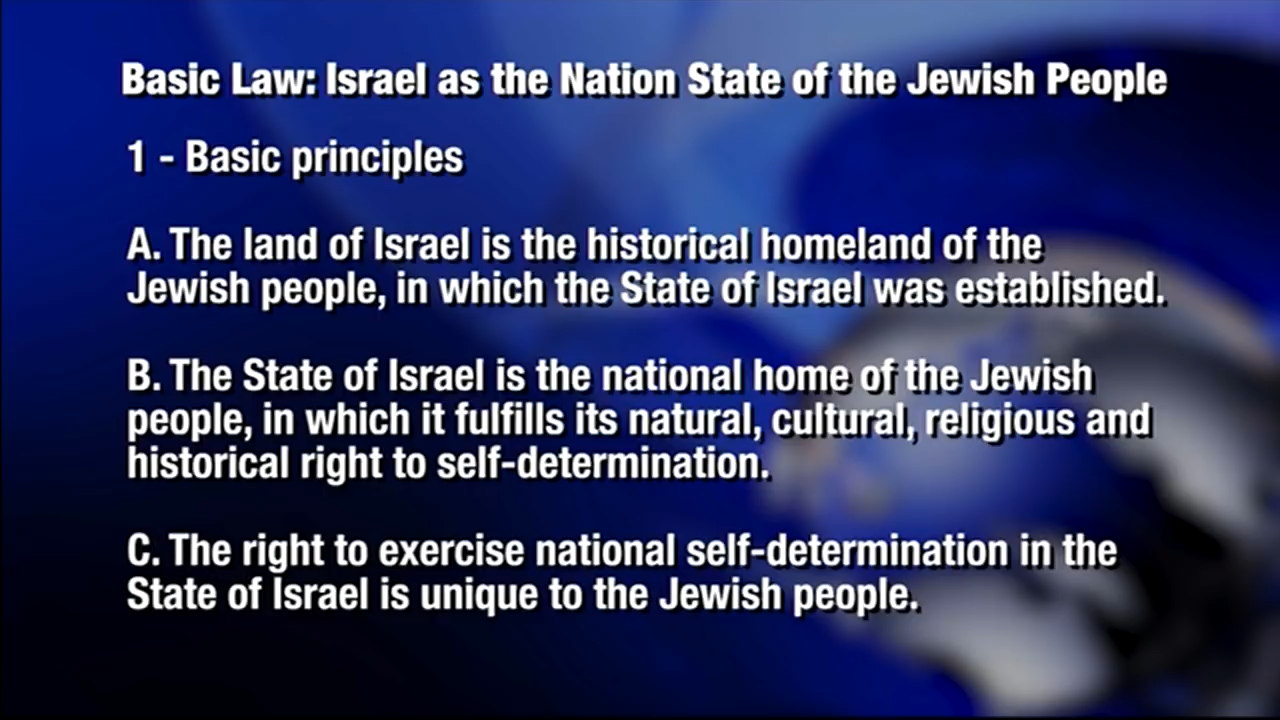 Basic Law: Israel as the Nation State of the Jewish People
1 - Basic principles
A. The land of Israel is the historical homeland of the
Jewish people, in which the State of Israel was established.
B. The State of Israel is the national home of the Jewish
people, in which it fulfills its natural, cultural, religious and
historical right to self-determination.
C. The right to exercise national self-determination in the
State of Israel is unique to the Jewish people.